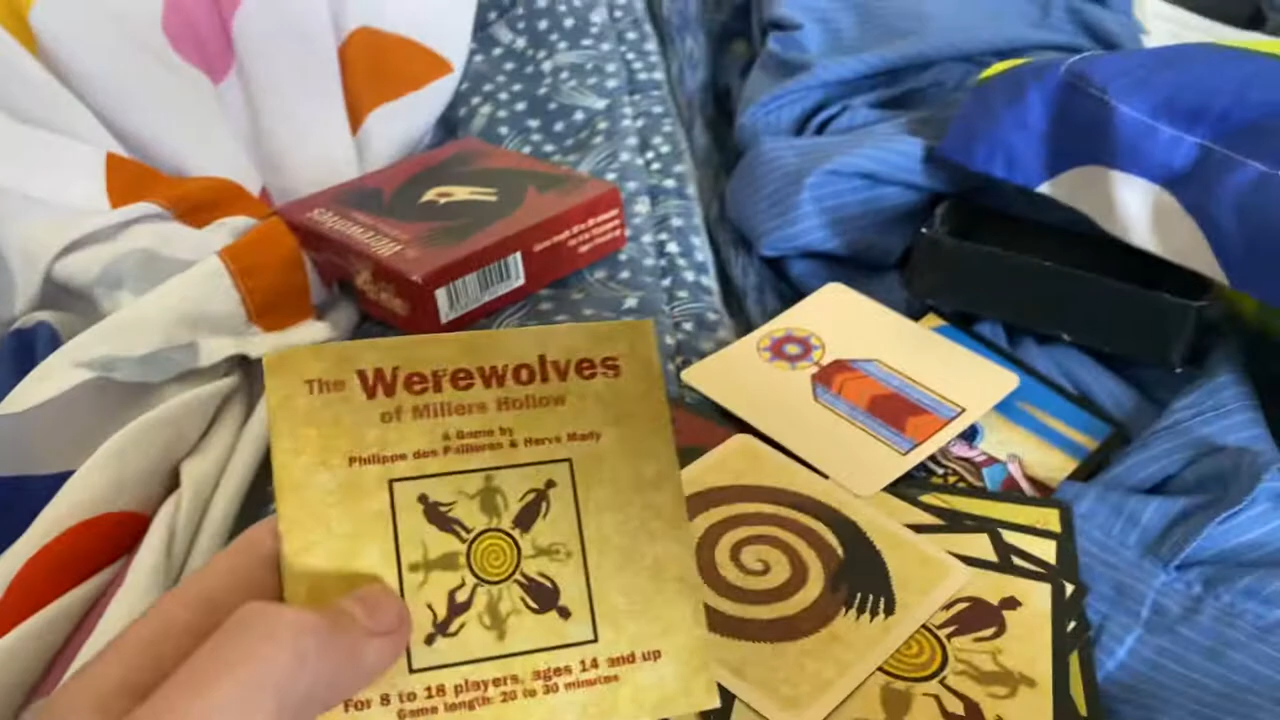 Werewolves
The Werewolves
of Millers Hollow
a Game by
Philippe des Pallières & Hervé Marly
For 8 to 18 players, ages 14 and up
Game length: 20 to 30 minutes